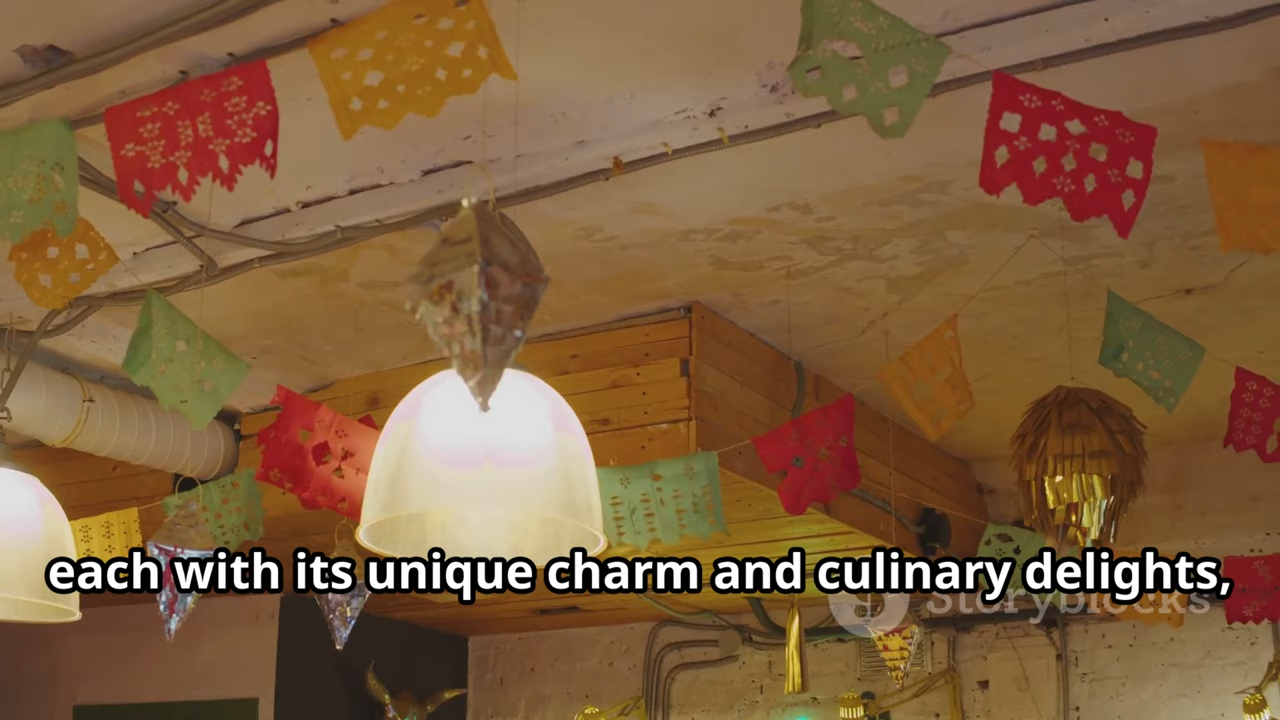 each with its unique charm and culinary delights,
Storyblocks